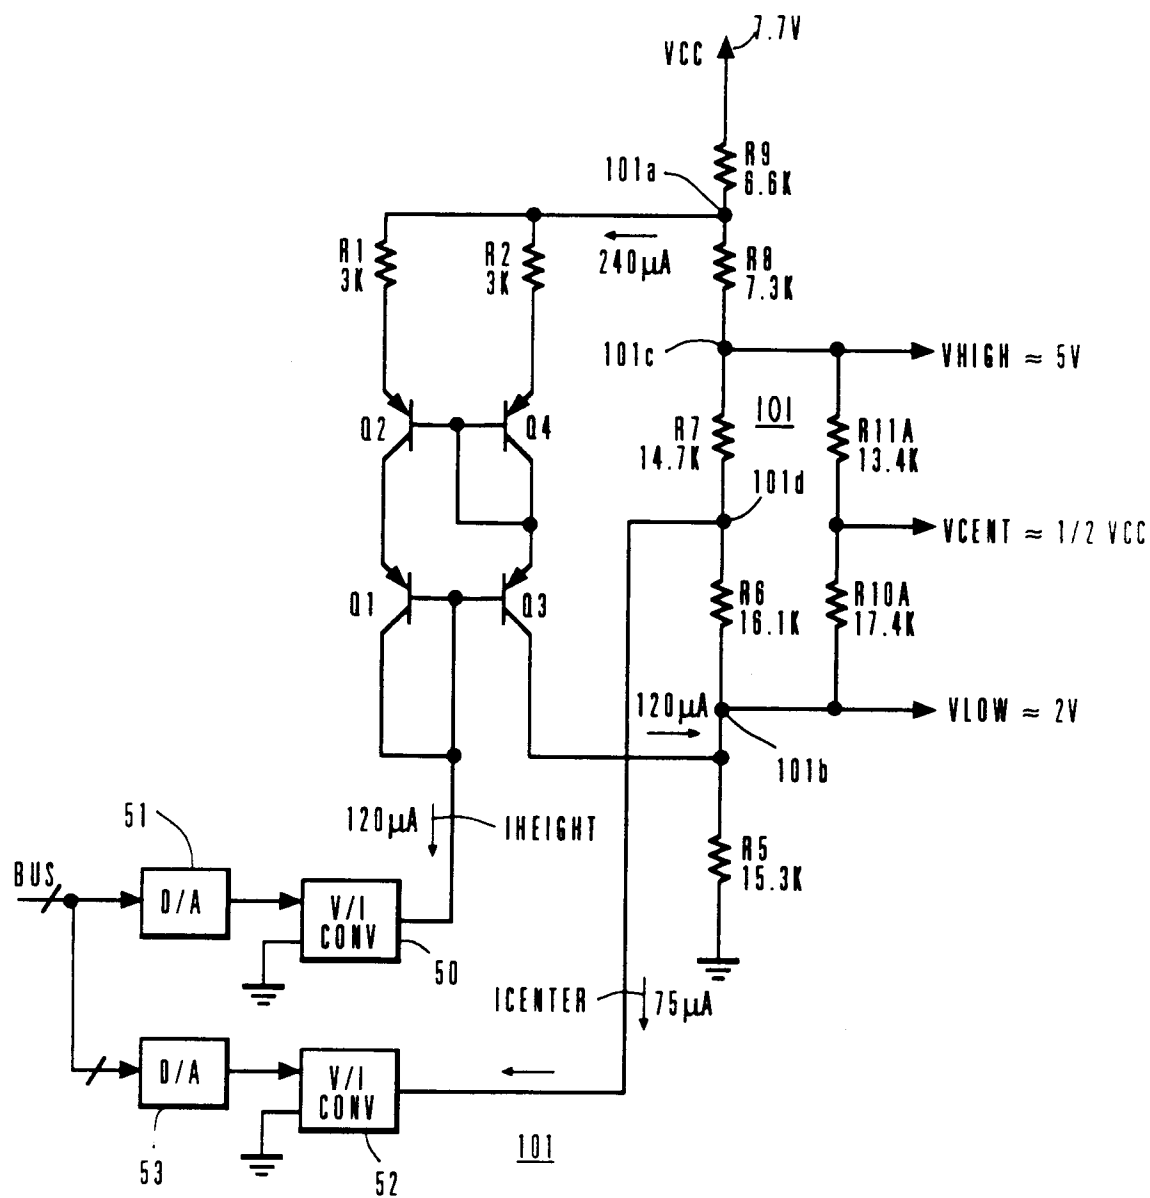 7.7V
VCC
R9
6.6K
101a
R1
3K
R2
3K
240µA
R8
7.3K
101c
VHIGH ≈ 5V
101
Q2
Q4
R7
14.7K
R11A
13.4K
101d
VCENT ≈ 1/2 VCC
Q1
Q3
R6
16.1K
R10A
17.4K
120µA
VLOW ≈ 2V
101b
51
120µA
IHEIGHT
R5
15.3K
BUS
D/A
V/I
CONV
50
ICENTER
75µA
D/A
V/I
CONV
53
52
101